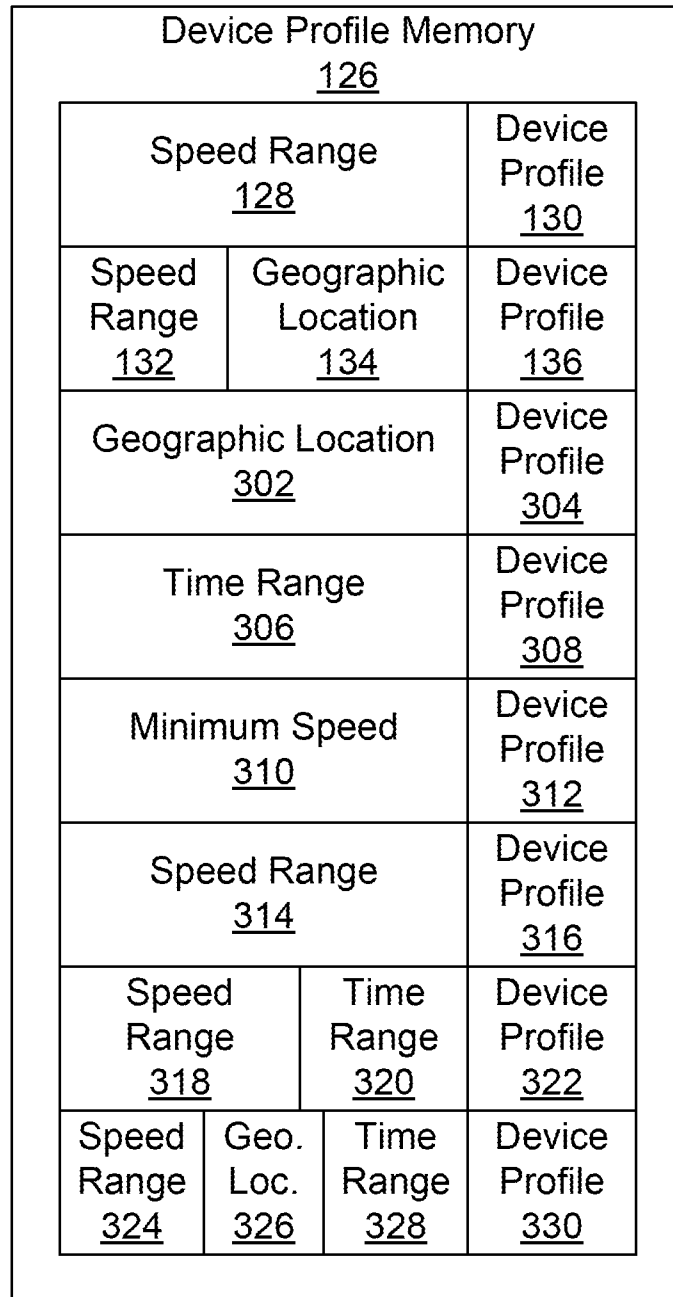 Device Profile Memory
126
Speed Range
128
Device
Profile
130
Speed
Range
132
Geographic
Location
134
Device
Profile
136
Geographic Location
302
Device
Profile
304
Time Range
306
Device
Profile
308
Minimum Speed
310
Device
Profile
312
Speed Range
314
Device
Profile
316
Speed
Range
318
Time
Range
320
Device
Profile
322
Speed
Range
324
Geo.
Loc.
326
Time
Range
328
Device
Profile
330